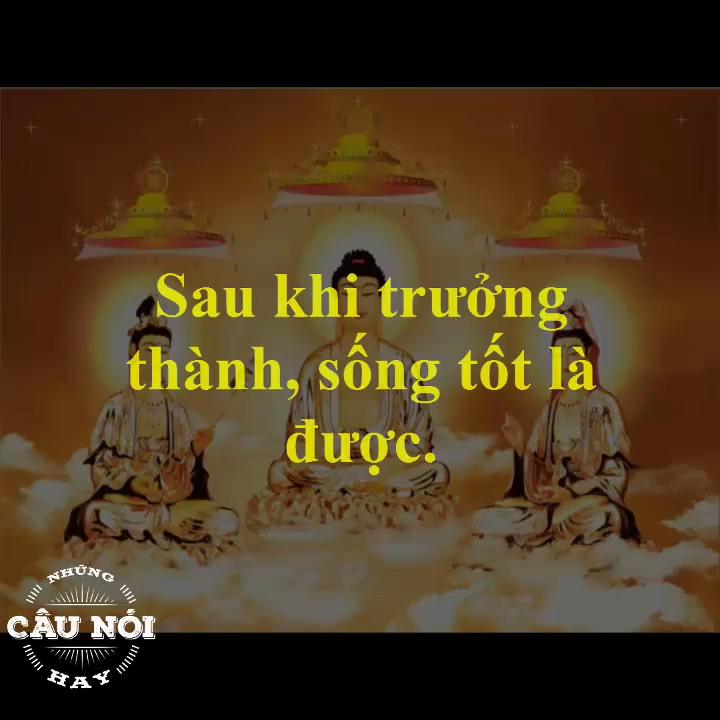 Sau khi trưởng
thành, sống tốt là
được.
NHỮNG
CÂU NÓI
HAY